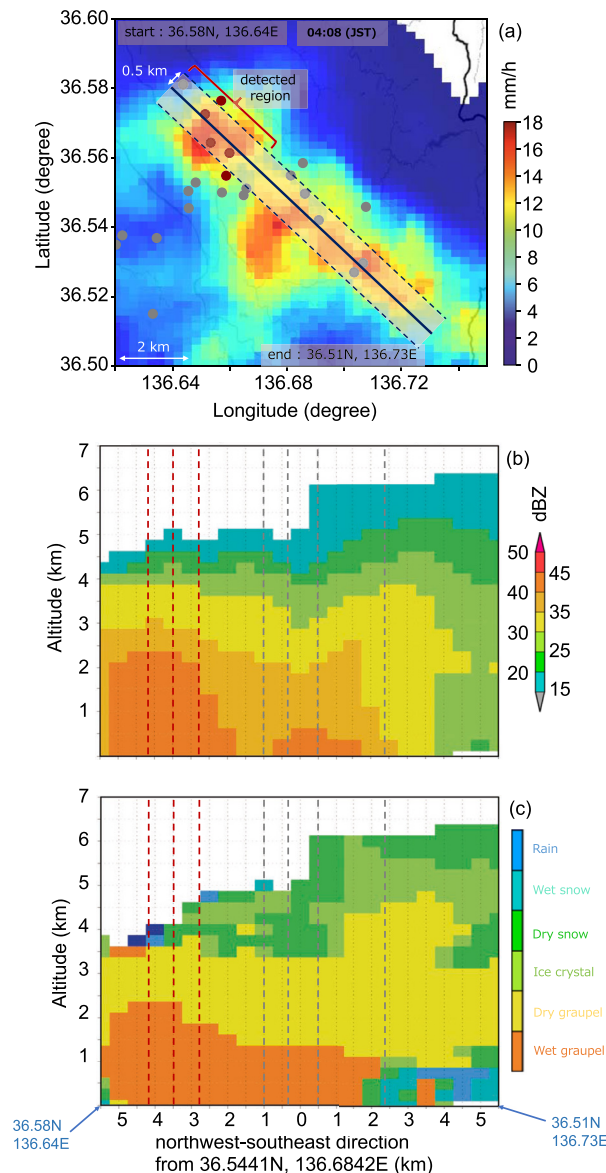 start : 36.58N, 136.64E
04:08 (JST)
(a)
0.5 km
detected
region
2 km
end : 36.51N, 136.73E
36.60
36.58
36.56
36.54
36.52
36.50
Latitude (degree)
136.64
136.68
136.72
Longitude (degree)
mm/h
18
16
14
12
10
8
6
4
2
0
(b)
7
6
5
4
3
2
1
Altitude (km)
dBZ
50
45
40
35
30
25
20
15
(c)
7
6
5
4
3
2
1
Altitude (km)
Rain
Wet snow
Dry snow
Ice crystal
Dry graupel
Wet graupel
5 4 3 2 1 0 1 2 3 4 5
36.58N
136.64E
36.51N
136.73E
northwest-southeast direction
from 36.5441N, 136.6842E (km)